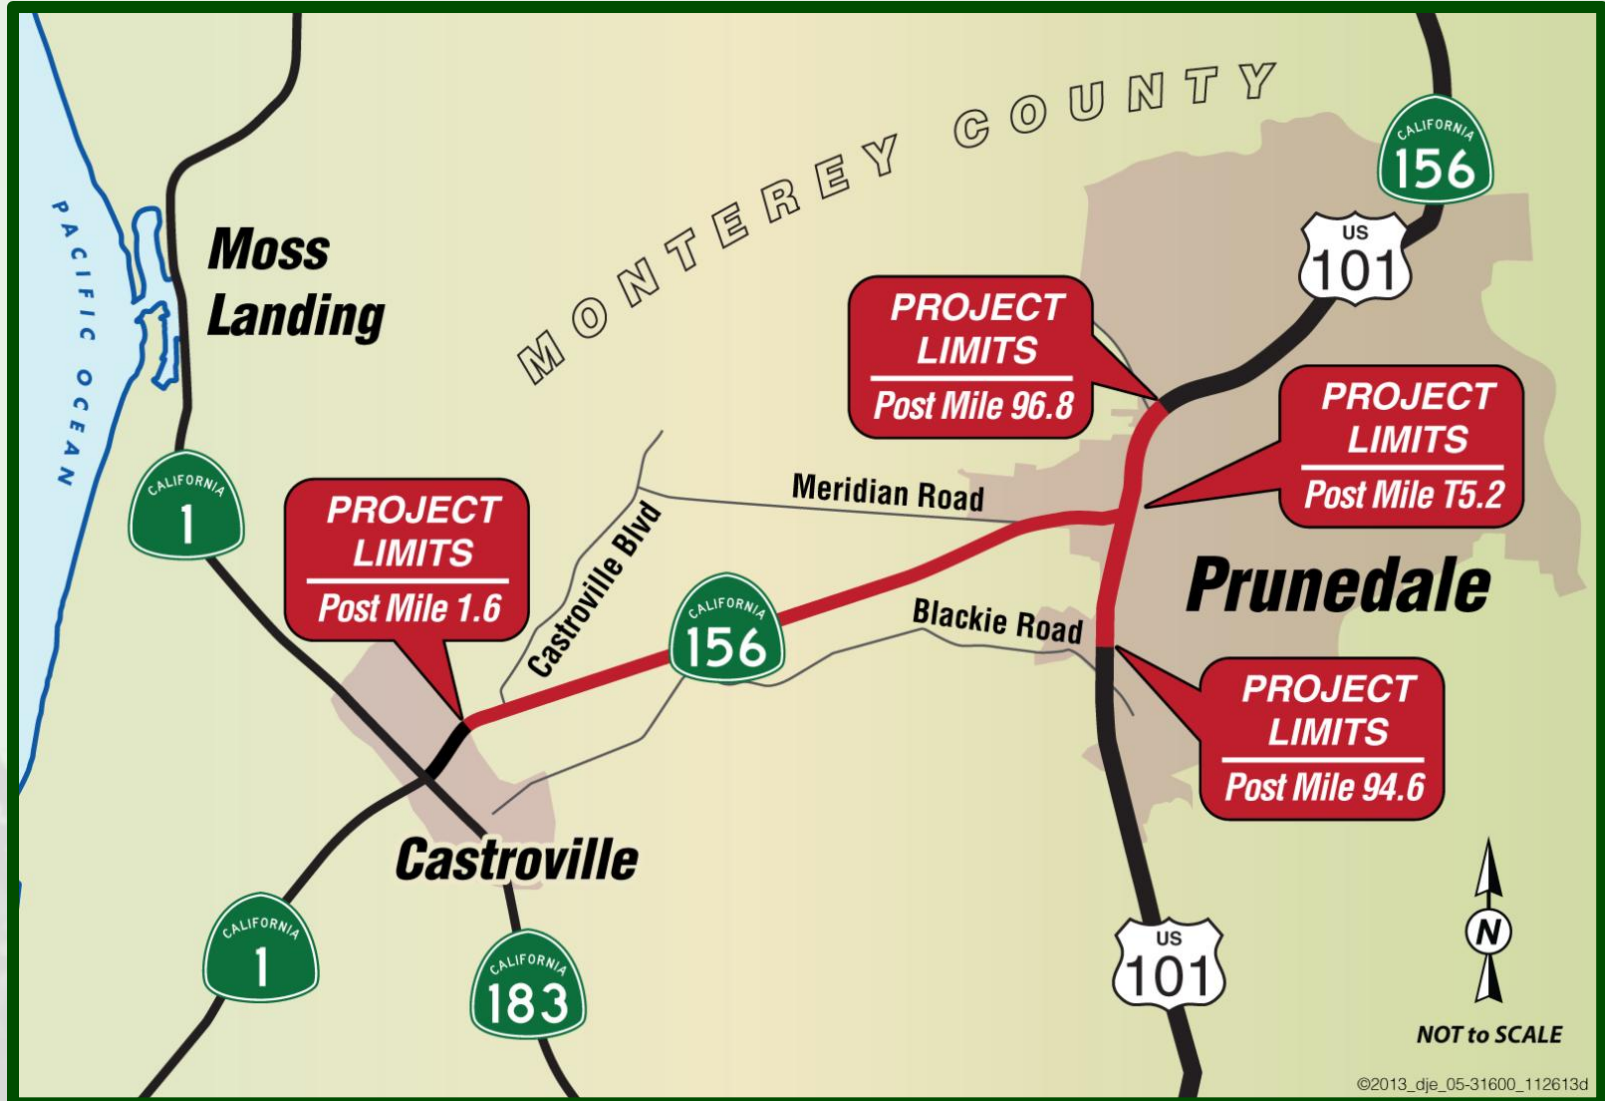 MONTEREY COUNTY
CALIFORNIA
156
US
101
PACIFIC OCEAN
Moss
Landing
PROJECT
LIMITS
Post Mile 96.8
PROJECT
LIMITS
Post Mile T5.2
CALIFORNIA
1
PROJECT
LIMITS
Post Mile 1.6
Meridian Road
Castroville Blvd
CALIFORNIA
156
Blackie Road
Prunedale
PROJECT
LIMITS
Post Mile 94.6
Castroville
CALIFORNIA
1
CALIFORNIA
183
US
101
N
NOT to SCALE
©2013_dje_05-31600_112613d